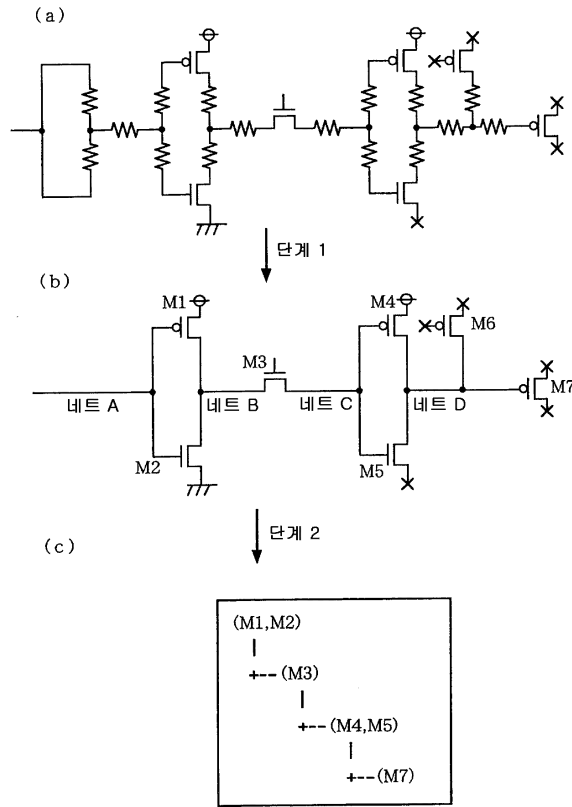 (a)
단계 1
(b)
M1
M4
M6
M3
M7
네트 A
네트 B
네트 C
네트 D
M2
M5
단계 2
(c)
(M1,M2)
|
+--(M3)
|
+--(M4,M5)
|
+--(M7)